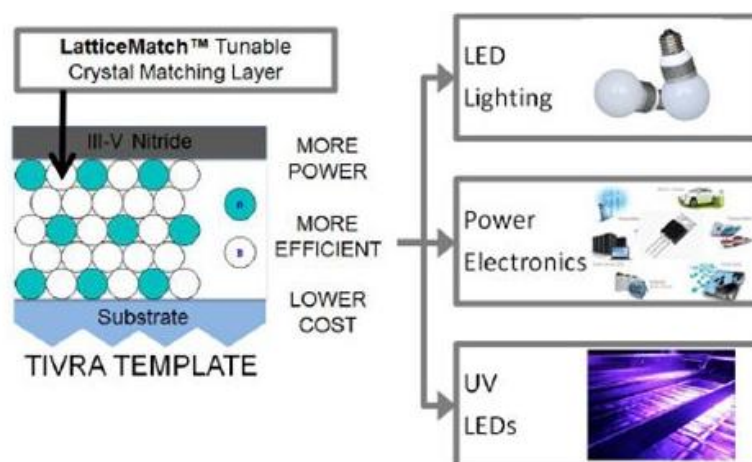 LatticeMatch™ Tunable
Crystal Matching Layer
III-V Nitride
A
B
Substrate
TIVRA TEMPLATE
MORE
POWER
MORE
EFFICIENT
LOWER
COST
LED
Lighting
Power
Electronics
UV
LEDs